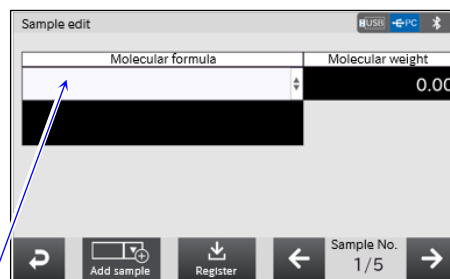 Sample edit
USB PC
Molecular formula Molecular weight
0.00
Add sample
Register
Sample No.
1/5